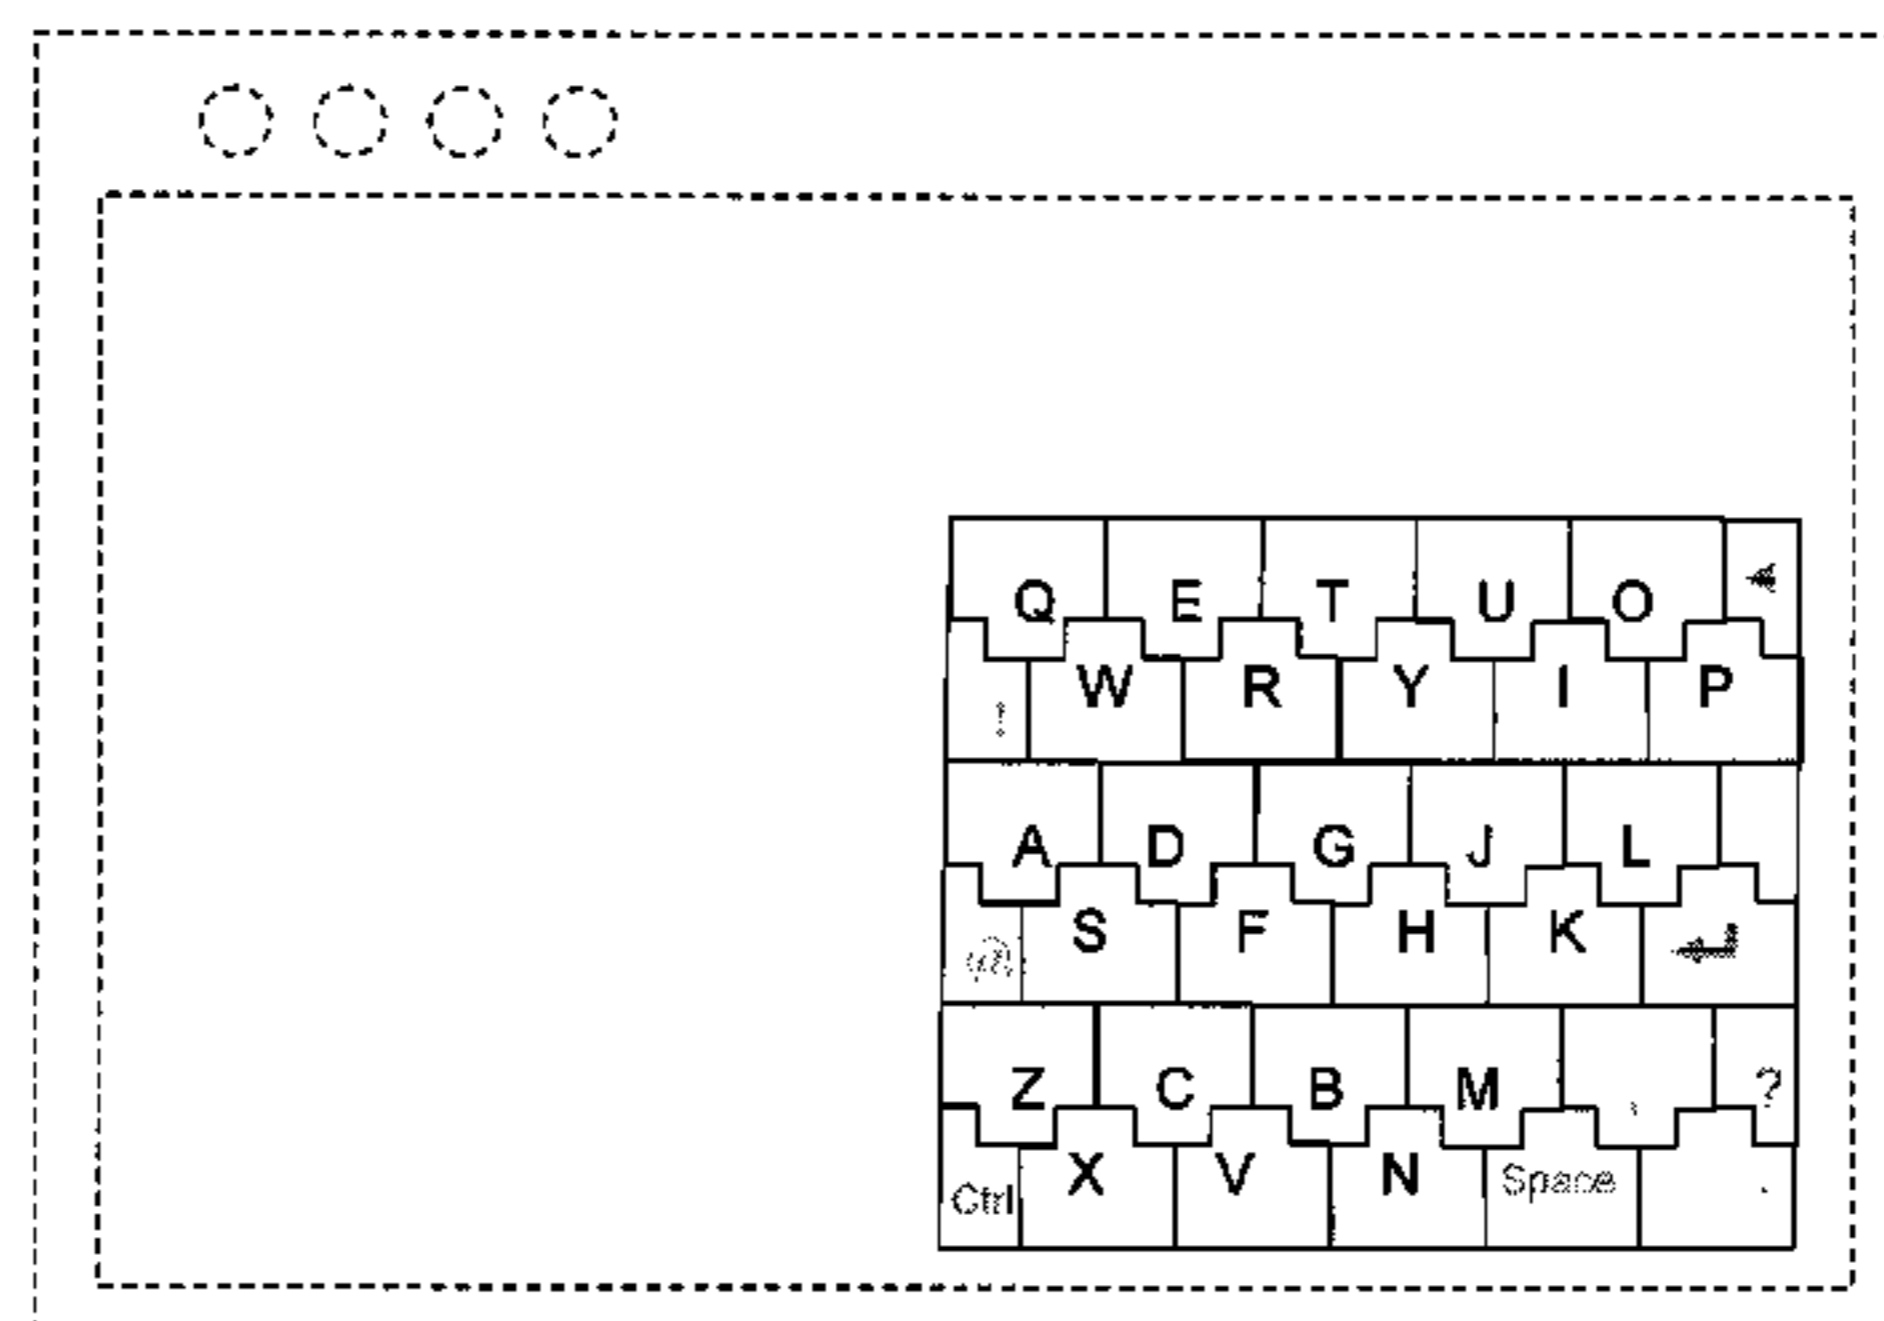 Q E T U O
! W R Y I P
A D G J L
@ S F H K
Z C B M , ?
Ctrl X V N Space .